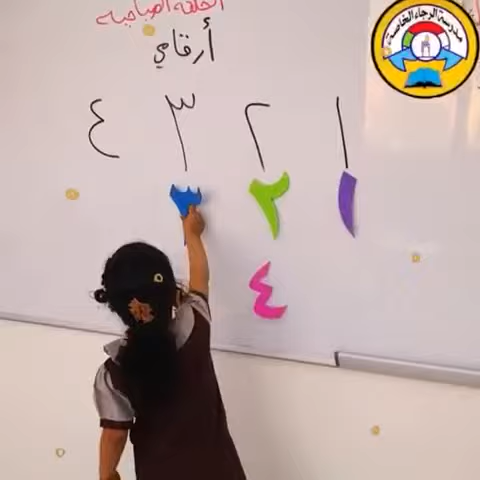 الحلقة الصباحية
مدرسة الرجاء الخاصة
أرقامي
١ ٢ ٣ ٤
١ ٢ ٣
٤